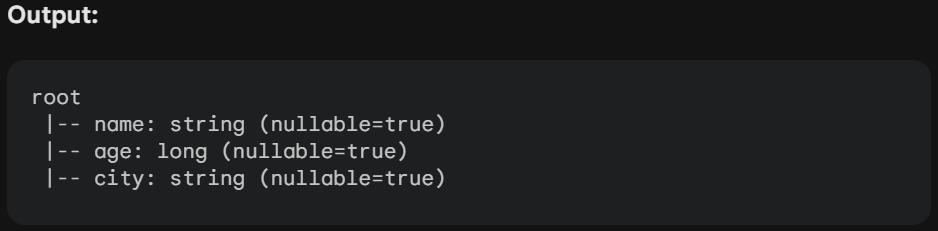 Output:
root
 |-- name: string (nullable=true)
 |-- age: long (nullable=true)
 |-- city: string (nullable=true)